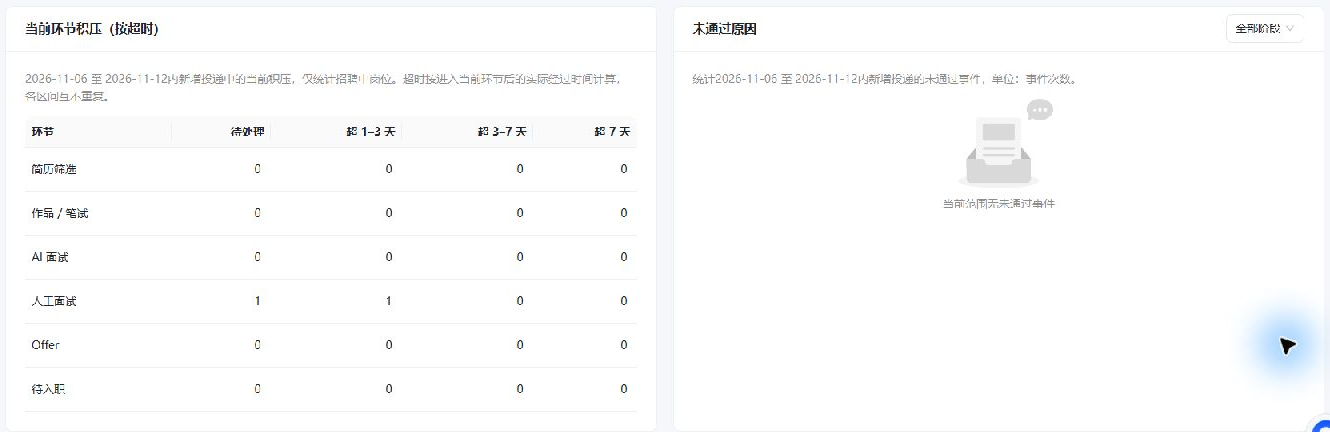 当前环节积压（按超时）
2026-11-06 至 2026-11-12内新增投递中的当前积压，仅统计招聘中岗位。超时按进入当前环节后的实际经过时间计算，
各区间互不重复。
环节 待处理 超 1–3 天 超 3–7 天 超 7 天
简历筛选 0 0 0 0
作品 / 笔试 0 0 0 0
AI 面试 0 0 0 0
人工面试 1 1 0 0
Offer 0 0 0 0
待入职 0 0 0 0
未通过原因 全部阶段
统计2026-11-06 至 2026-11-12内新增投递的未通过事件，单位：事件次数。
当前范围无未通过事件